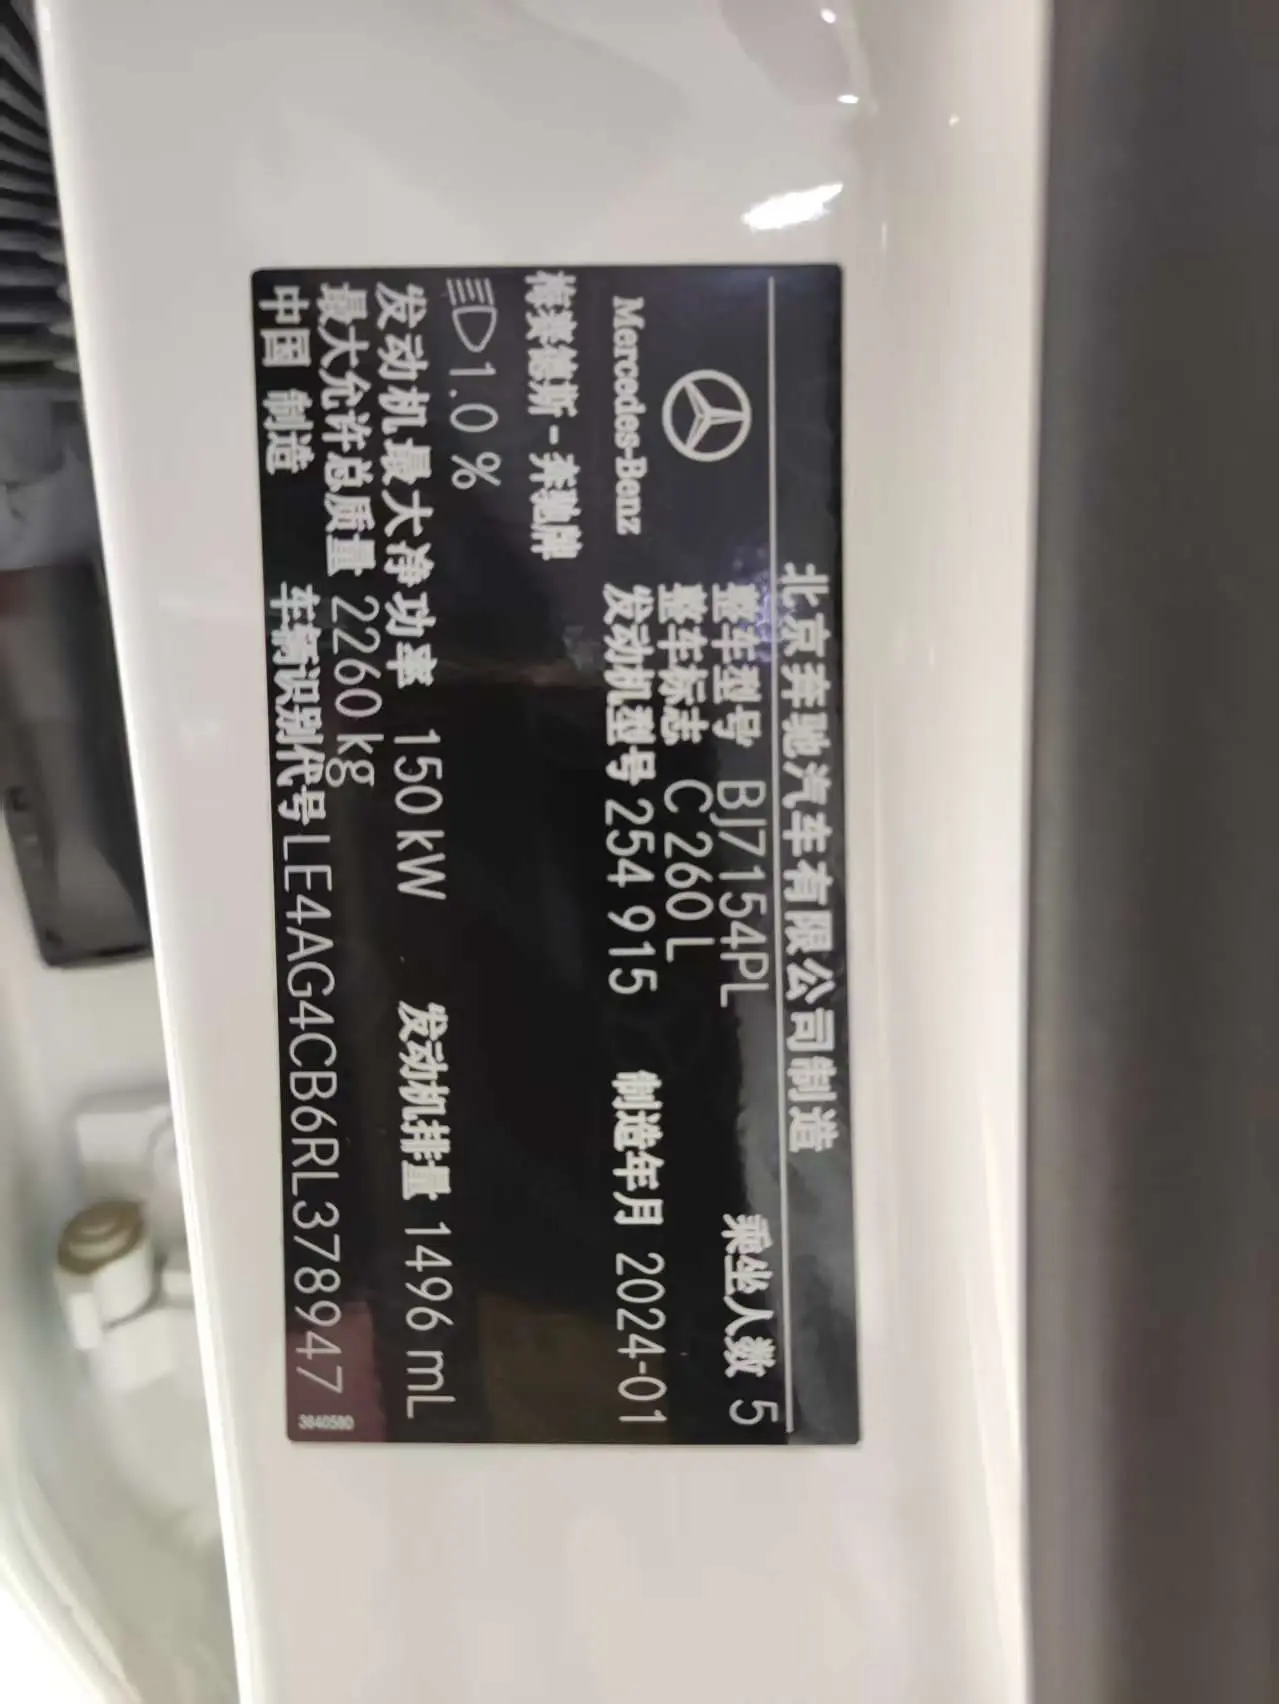 北京奔驰汽车有限公司制造
Mercedes-Benz
整车型号 BJ7154PL
乘坐人数 5
整车标志 C 260 L
发动机型号 254 915
制造年月 2024-01
梅赛德斯-奔驰牌
1.0 %
发动机最大净功率 150 kW
发动机排量 1496 mL
最大允许总质量 2260 kg
中国 制造
车辆识别代号 LE4AG4CB6RL378947
3840580